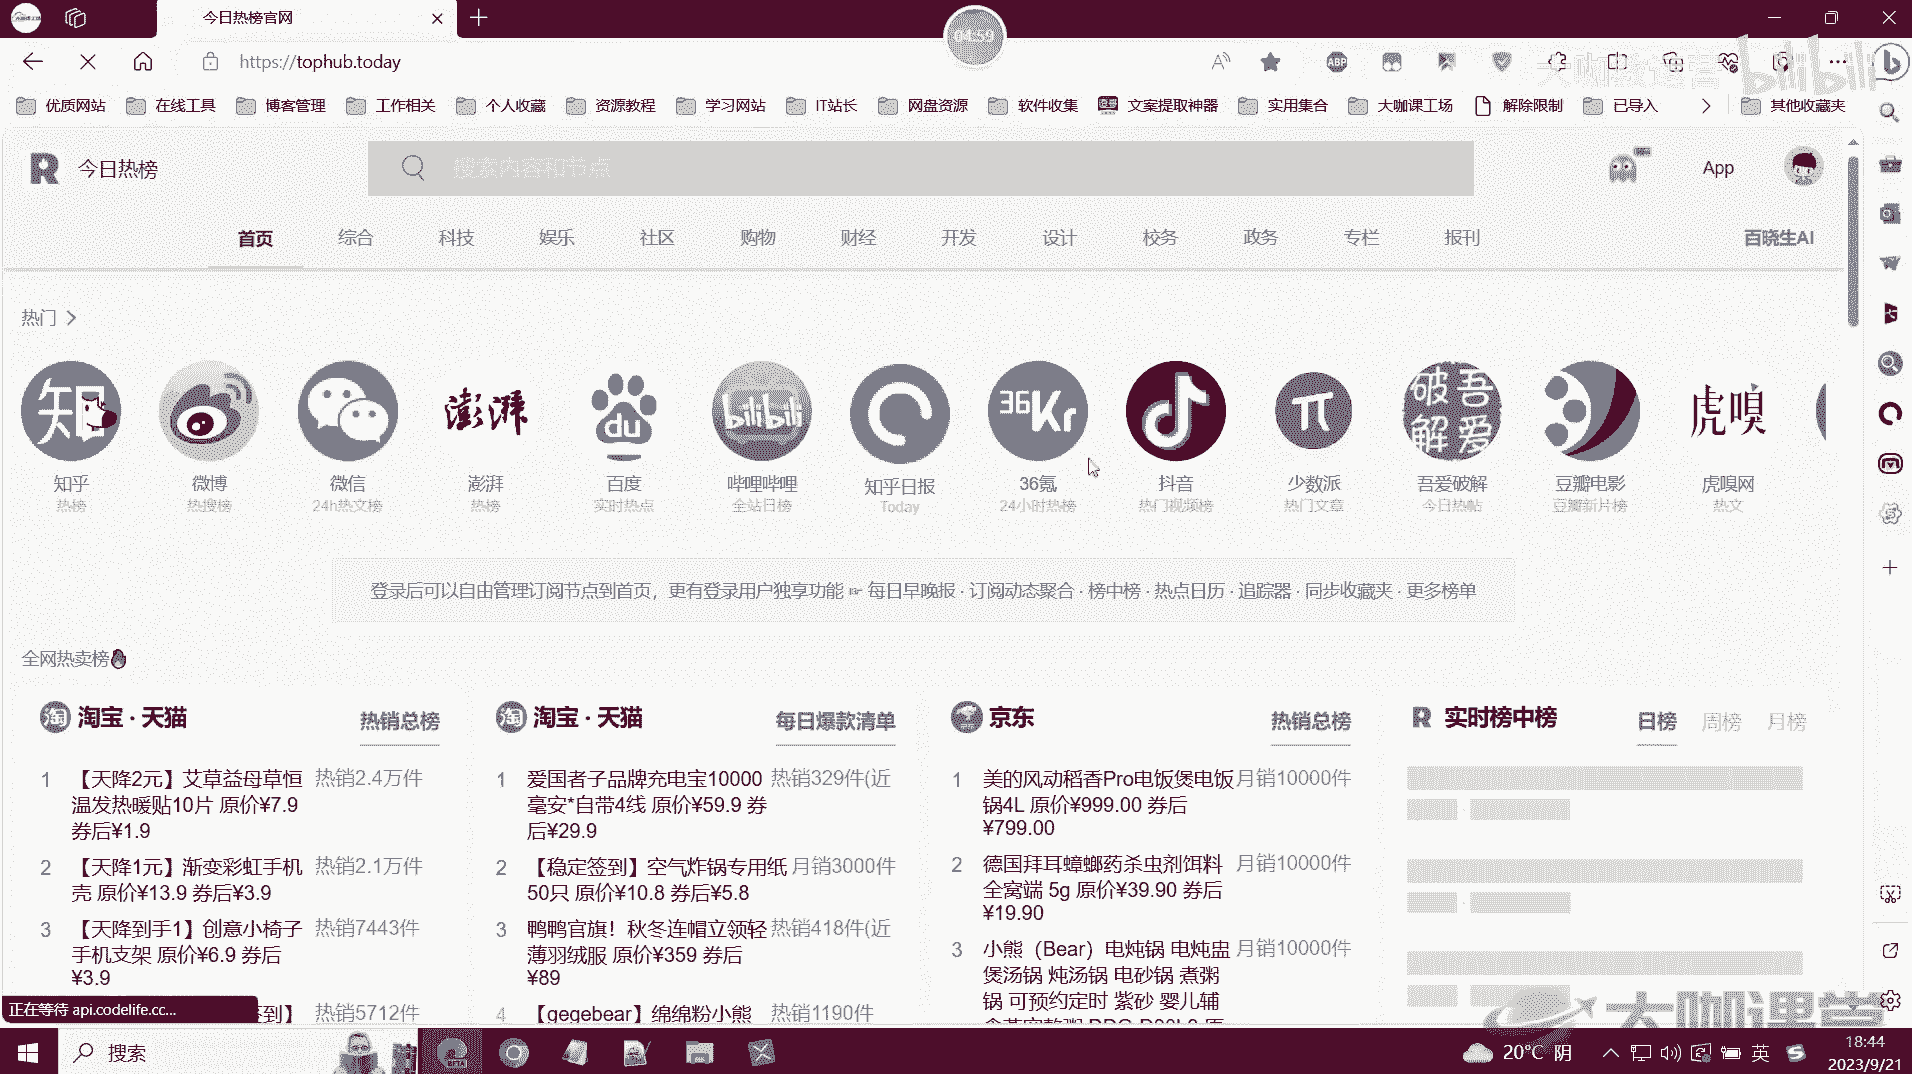 今日热榜官网
04:59
https://tophub.today
大咖课运营
bilibili
优质网站 在线工具 博客管理 工作相关 个人收藏 资源教程 学习网站 IT站长 网盘资源 软件收集 文案提取神器 实用集合 大咖课工场 解除限制 已导入 其他收藏夹
R 今日热榜 搜索内容和节点 App
首页 综合 科技 娱乐 社区 购物 财经 开发 设计 校务 政务 专栏 报刊 百晓生AI
热门
知 澎湃 du bilibili 36Kr 吾爱破解 虎嗅
知乎 微博 微信 澎湃 百度 哔哩哔哩 知乎日报 36氪 抖音 少数派 吾爱破解 豆瓣电影 虎嗅网
热榜 热搜榜 24h热文榜 热榜 实时热点 全站日榜 Today 24小时热榜 热门视频榜 热门文章 今日热帖 豆瓣新片榜 热文
登录后可以自由管理订阅节点到首页，更有登录用户独享功能 ☞ 每日早晚报 · 订阅动态聚合 · 榜中榜 · 热点日历 · 追踪器 · 同步收藏夹 · 更多榜单
全网热卖榜
淘 淘宝 · 天猫 热销总榜
1 【天降2元】艾草益母草恒 热销2.4万件
温发热暖贴10片 原价¥7.9
券后¥1.9
2 【天降1元】渐变彩虹手机 热销2.1万件
壳 原价¥13.9 券后¥3.9
3 【天降到手1】创意小椅子 热销7443件
手机支架 原价¥6.9 券后
¥3.9
签到】 热销5712件
淘 淘宝 · 天猫 每日爆款清单
1 爱国者子品牌充电宝10000 热销329件(近
毫安*自带4线 原价¥59.9 券
后¥29.9
2 【稳定签到】空气炸锅专用纸 月销3000件
50只 原价¥10.8 券后¥5.8
3 鸭鸭官旗！秋冬连帽立领轻 热销418件(近
薄羽绒服 原价¥359 券后
¥89
4 【gegebear】绵绵粉小熊 热销1190件
京东 热销总榜
1 美的风动稻香Pro电饭煲电饭 月销10000件
锅4L 原价¥999.00 券后
¥799.00
2 德国拜耳蟑螂药杀虫剂饵料 月销10000件
全窝端 5g 原价¥39.90 券后
¥19.90
3 小熊（Bear）电炖锅 电炖盅 月销10000件
煲汤锅 炖汤锅 电砂锅 煮粥
锅 可预约定时 紫砂 婴儿辅
R 实时榜中榜 日榜 周榜 月榜
正在等待 api.codelife.cc...
大咖课堂
搜索
20°C 阴 英 18:44
2023/9/21